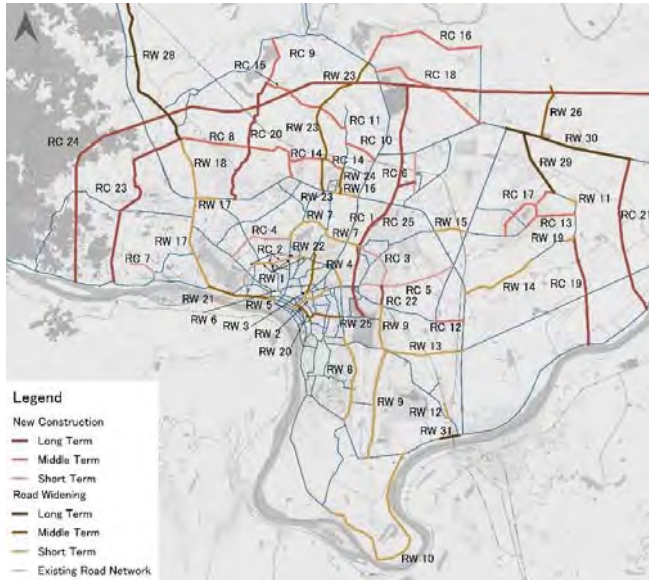 RC 16
RW 28
RC 9
RC 15
RW 23
RC 18
RW 26
RC 11
RW 23
RC 24
RC 8
RC 20
RC 10
RW 30
RC 14
RC 14
RW 18
RW 29
RC 6
RW 24
RC 23
RW 16
RC 17
RW 11
RW 17
RW 23
RC 21
RC 1
RC 13
RW 7
RC 25
RW 15
RC 4
RW 7
RW 19
RW 17
RC 2
RW 22
RC 3
RC 7
RW 4
RW 1
RC 5
RC 19
RW 14
RW 21
RW 5
RC 22
RW 6
RW 3
RW 25
RW 9
RC 12
RW 2
RW 13
RW 20
RW 8
Legend
RW 9
RW 12
New Construction
RW 31
Long Term
Middle Term
Short Term
Road Widening
Long Term
Middle Term
Short Term
RW 10
Existing Road Network